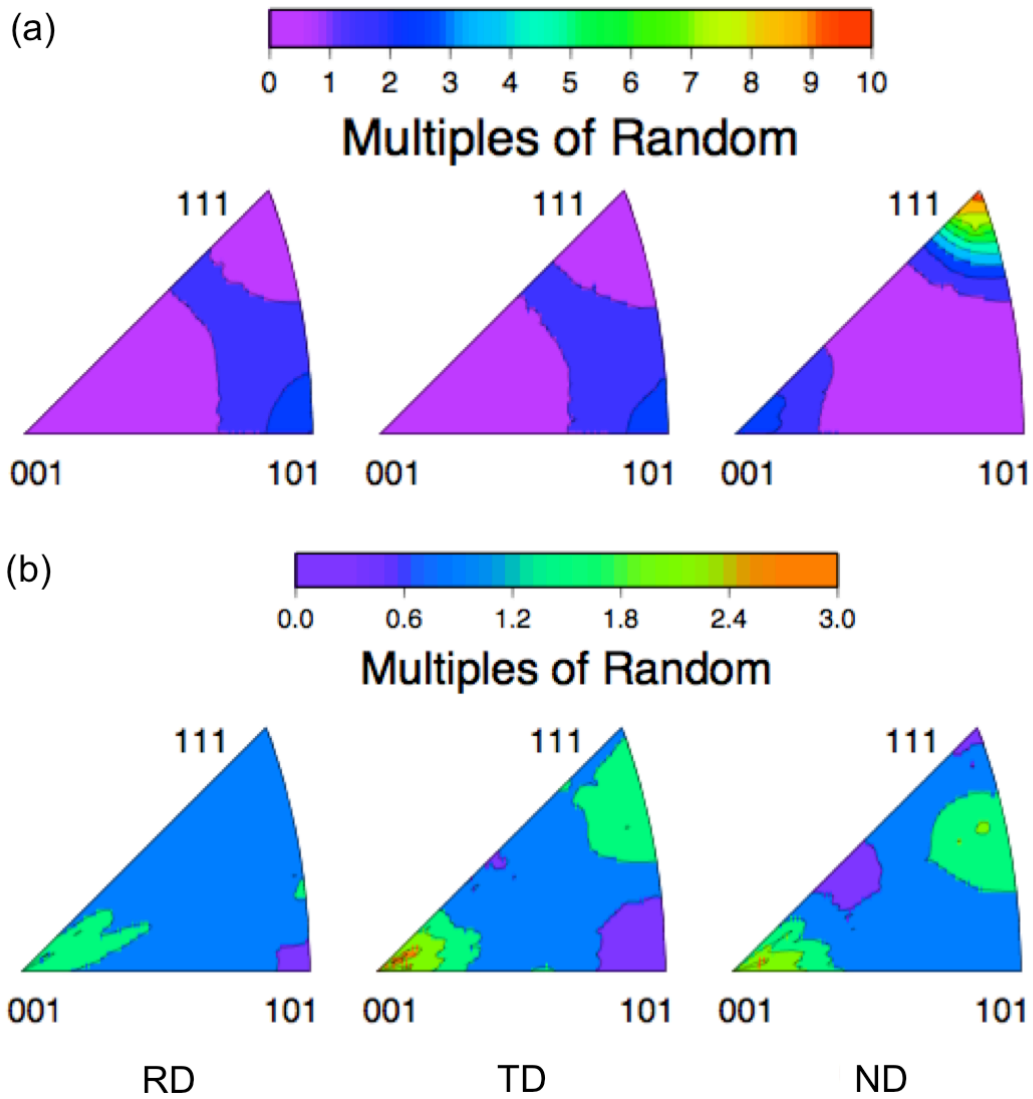 (a)
0 1 2 3 4 5 6 7 8 9 10
Multiples of Random
111 111 111
001 101 001 101 001 101
(b)
0.0 0.6 1.2 1.8 2.4 3.0
Multiples of Random
111 111 111
001 101 001 101 001 101
RD TD ND